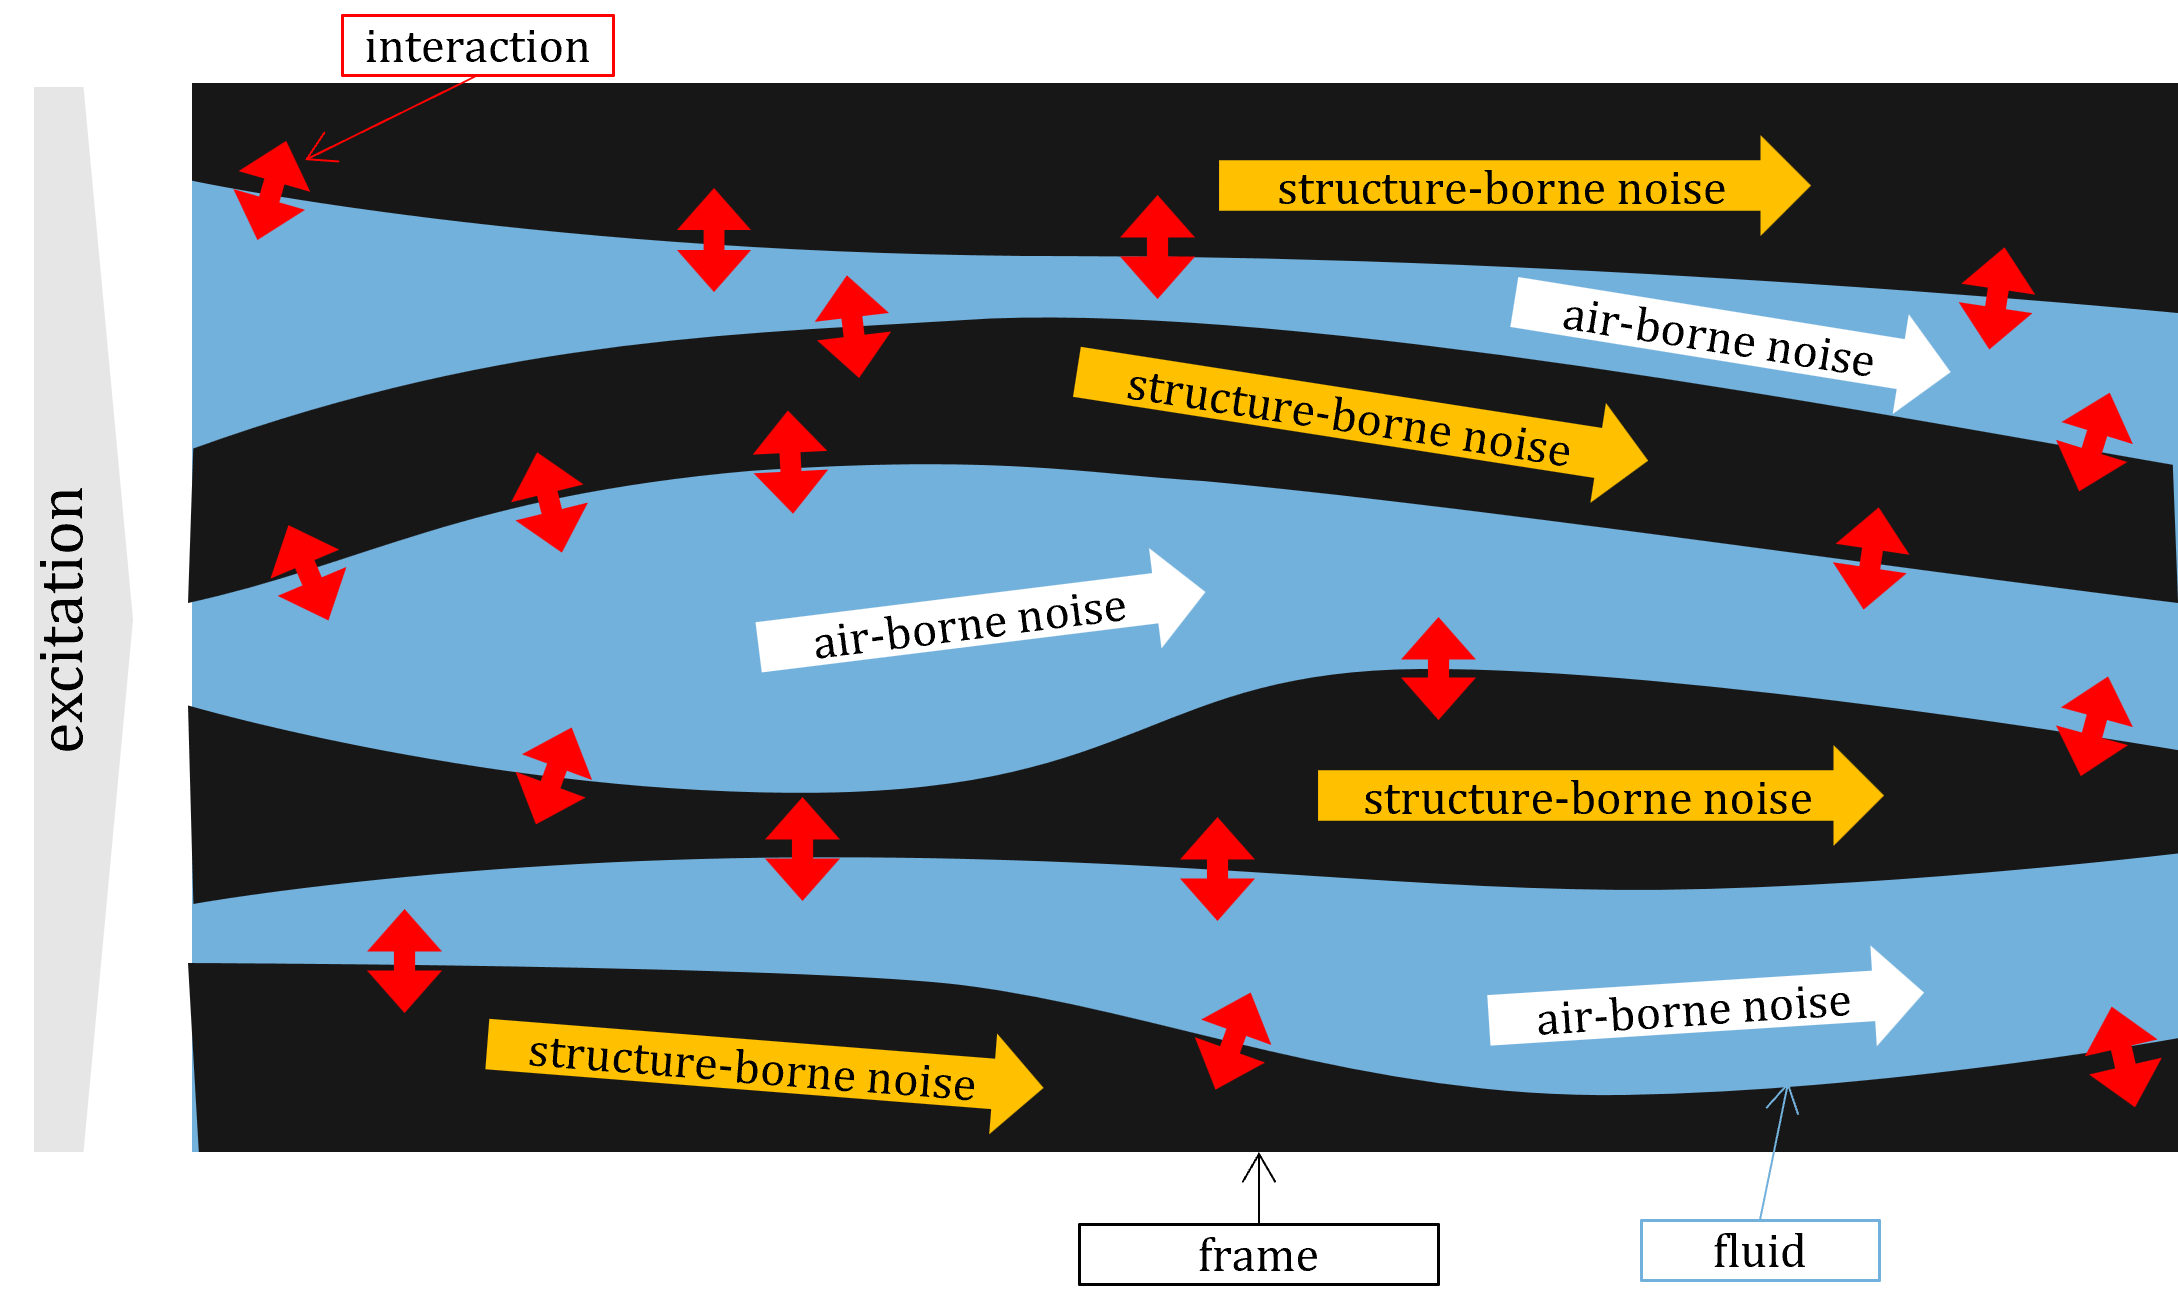 interaction
structure-borne noise
air-borne noise
structure-borne noise
excitation
air-borne noise
structure-borne noise
air-borne noise
structure-borne noise
frame
fluid